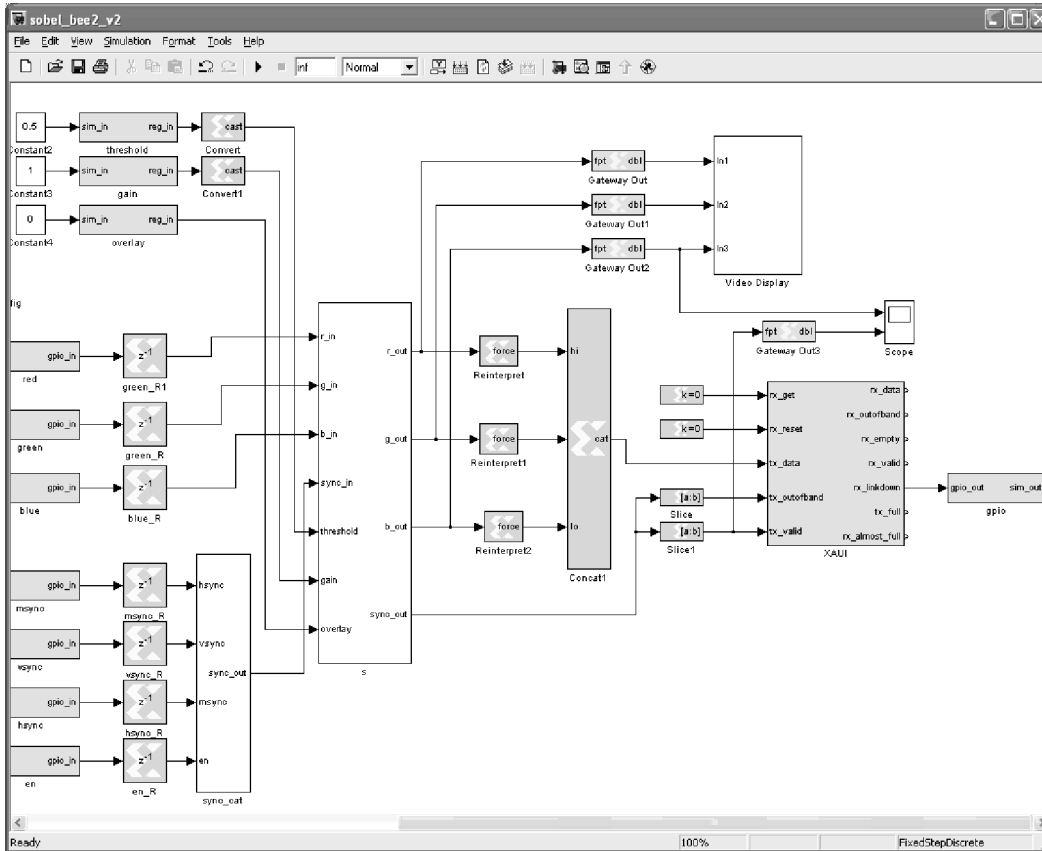 sobel_bee2_v2
File Edit View Simulation Format Tools Help
inf Normal
0.5 sim_in reg_in cast
Constant2 threshold Convert
1 sim_in reg_in cast
Constant3 gain Convert1
0 sim_in reg_in
Constant4 overlay
fig
gpio_in z-1
red green_R1
gpio_in z-1
green green_R
gpio_in z-1
blue blue_R
gpio_in z-1
msync msync_R
gpio_in z-1
vsync vsync_R
gpio_in z-1
hsync hsync_R
gpio_in z-1
en en_R
hsync
vsync
sync_out
msync
en
sync_cat
r_in
g_in
b_in
sync_in
threshold
gain
overlay
r_out
g_out
b_out
sync_out
s
force
Reinterpret
force
Reinterpret1
force
Reinterpret2
hi
cat
lo
Concat1
fpt dbl
Gateway Out
fpt dbl
Gateway Out1
fpt dbl
Gateway Out2
In1
In2
In3
Video Display
fpt dbl
Gateway Out3
Scope
k=0
k=0
[a:b]
Slice
[a:b]
Slice1
rx_get
rx_reset
tx_data
tx_outofband
tx_valid
rx_data
rx_outofband
rx_empty
rx_valid
rx_linkdown
tx_full
rx_almost_full
XAUI
gpio_out sim_out
gpio
Ready 100% FixedStepDiscrete